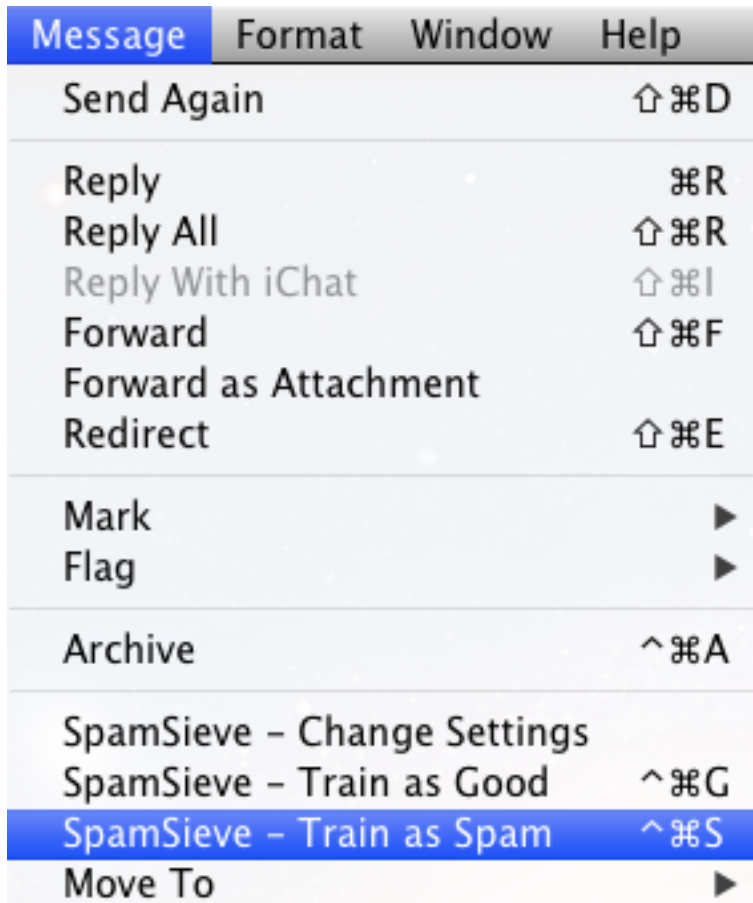 Message Format Window Help
Send Again ⇧⌘D
Reply ⌘R
Reply All ⇧⌘R
Reply With iChat ⇧⌘I
Forward ⇧⌘F
Forward as Attachment
Redirect ⇧⌘E
Mark ▶
Flag ▶
Archive ^⌘A
SpamSieve – Change Settings
SpamSieve – Train as Good ^⌘G
SpamSieve – Train as Spam ^⌘S
Move To ▶